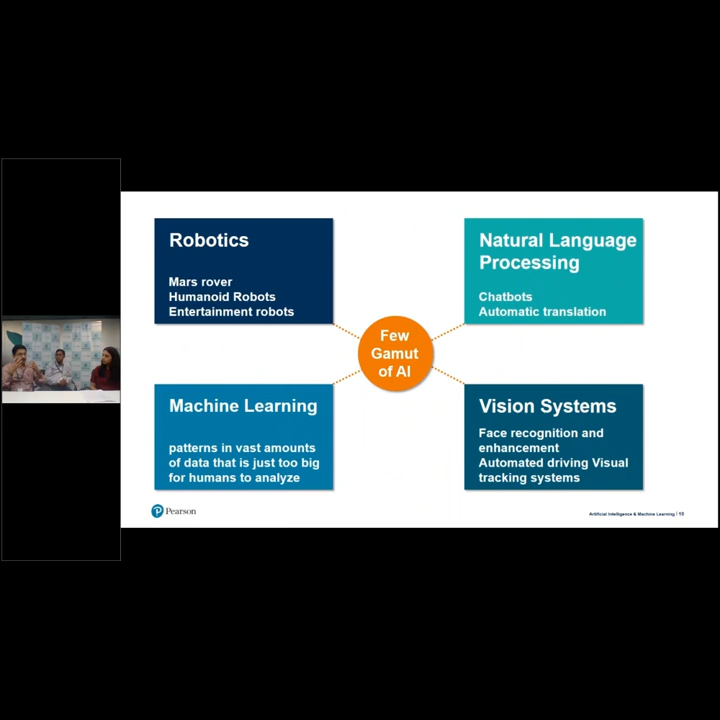 Robotics
Mars rover
Humanoid Robots
Entertainment robots
Natural Language
Processing
Chatbots
Automatic translation
Few
Gamut
of AI
Machine Learning
patterns in vast amounts
of data that is just too big
for humans to analyze
Vision Systems
Face recognition and
enhancement
Automated driving Visual
tracking systems
Pearson
Artificial Intelligence & Machine Learning | 10